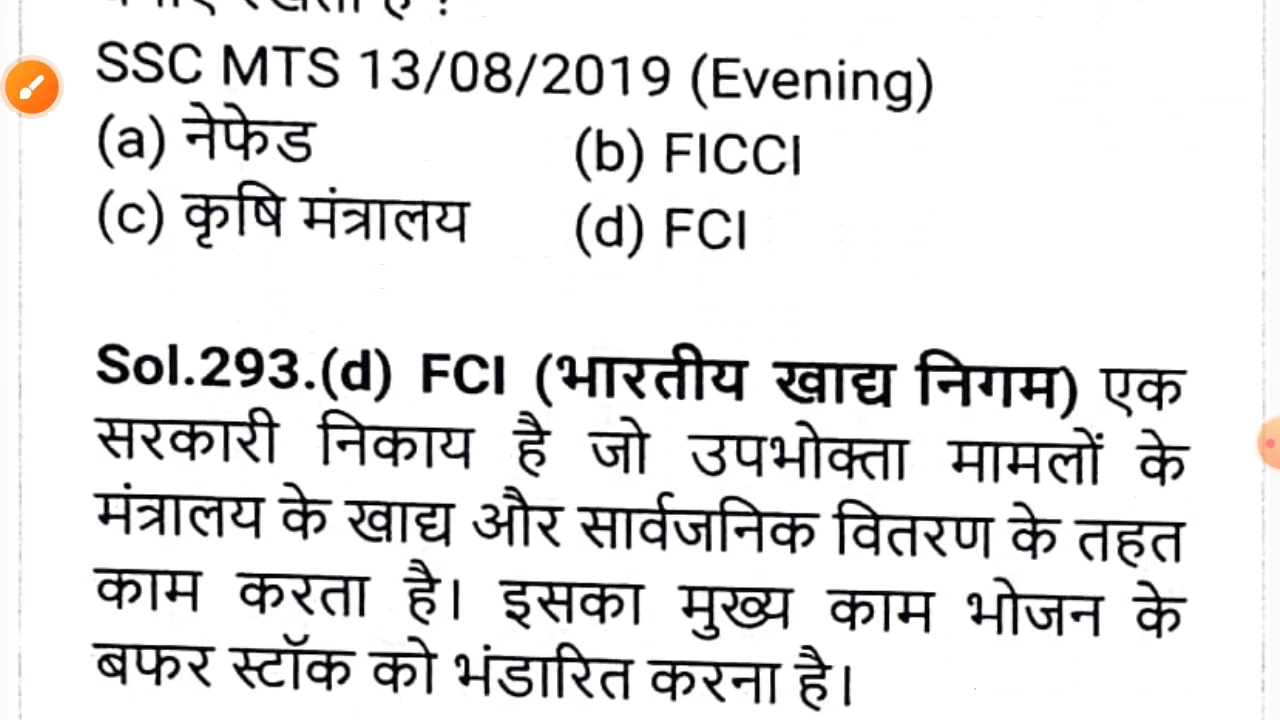 SSC MTS 13/08/2019 (Evening)
(a) नेफेड (b) FICCI
(c) कृषि मंत्रालय (d) FCI
Sol.293.(d) FCI (भारतीय खाद्य निगम) एक
सरकारी निकाय है जो उपभोक्ता मामलों के
मंत्रालय के खाद्य और सार्वजनिक वितरण के तहत
काम करता है। इसका मुख्य काम भोजन के
बफर स्टॉक को भंडारित करना है।